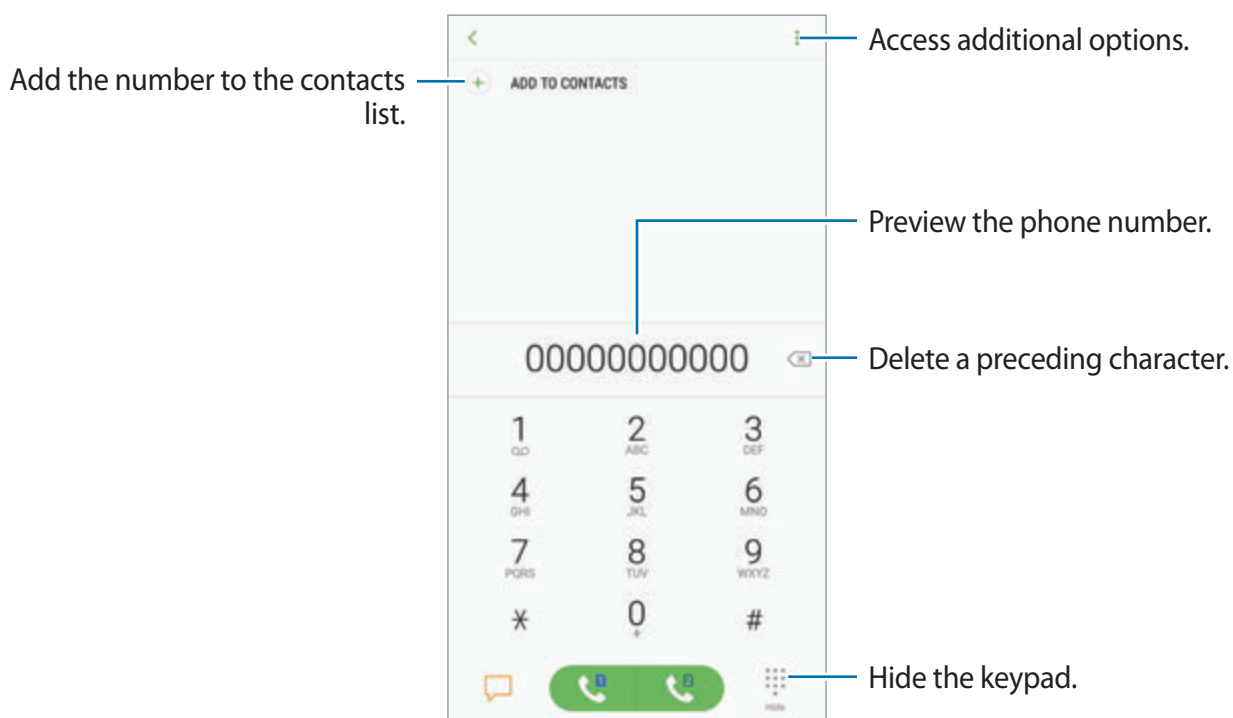 Access additional options.
Add the number to the contacts
list.
ADD TO CONTACTS
Preview the phone number.
00000000000
Delete a preceding character.
1 2 3
ABC DEF
4 5 6
GHI JKL MNO
7 8 9
PQRS TUV WXYZ
* 0 #
+
1 2
Hide the keypad.
Hide